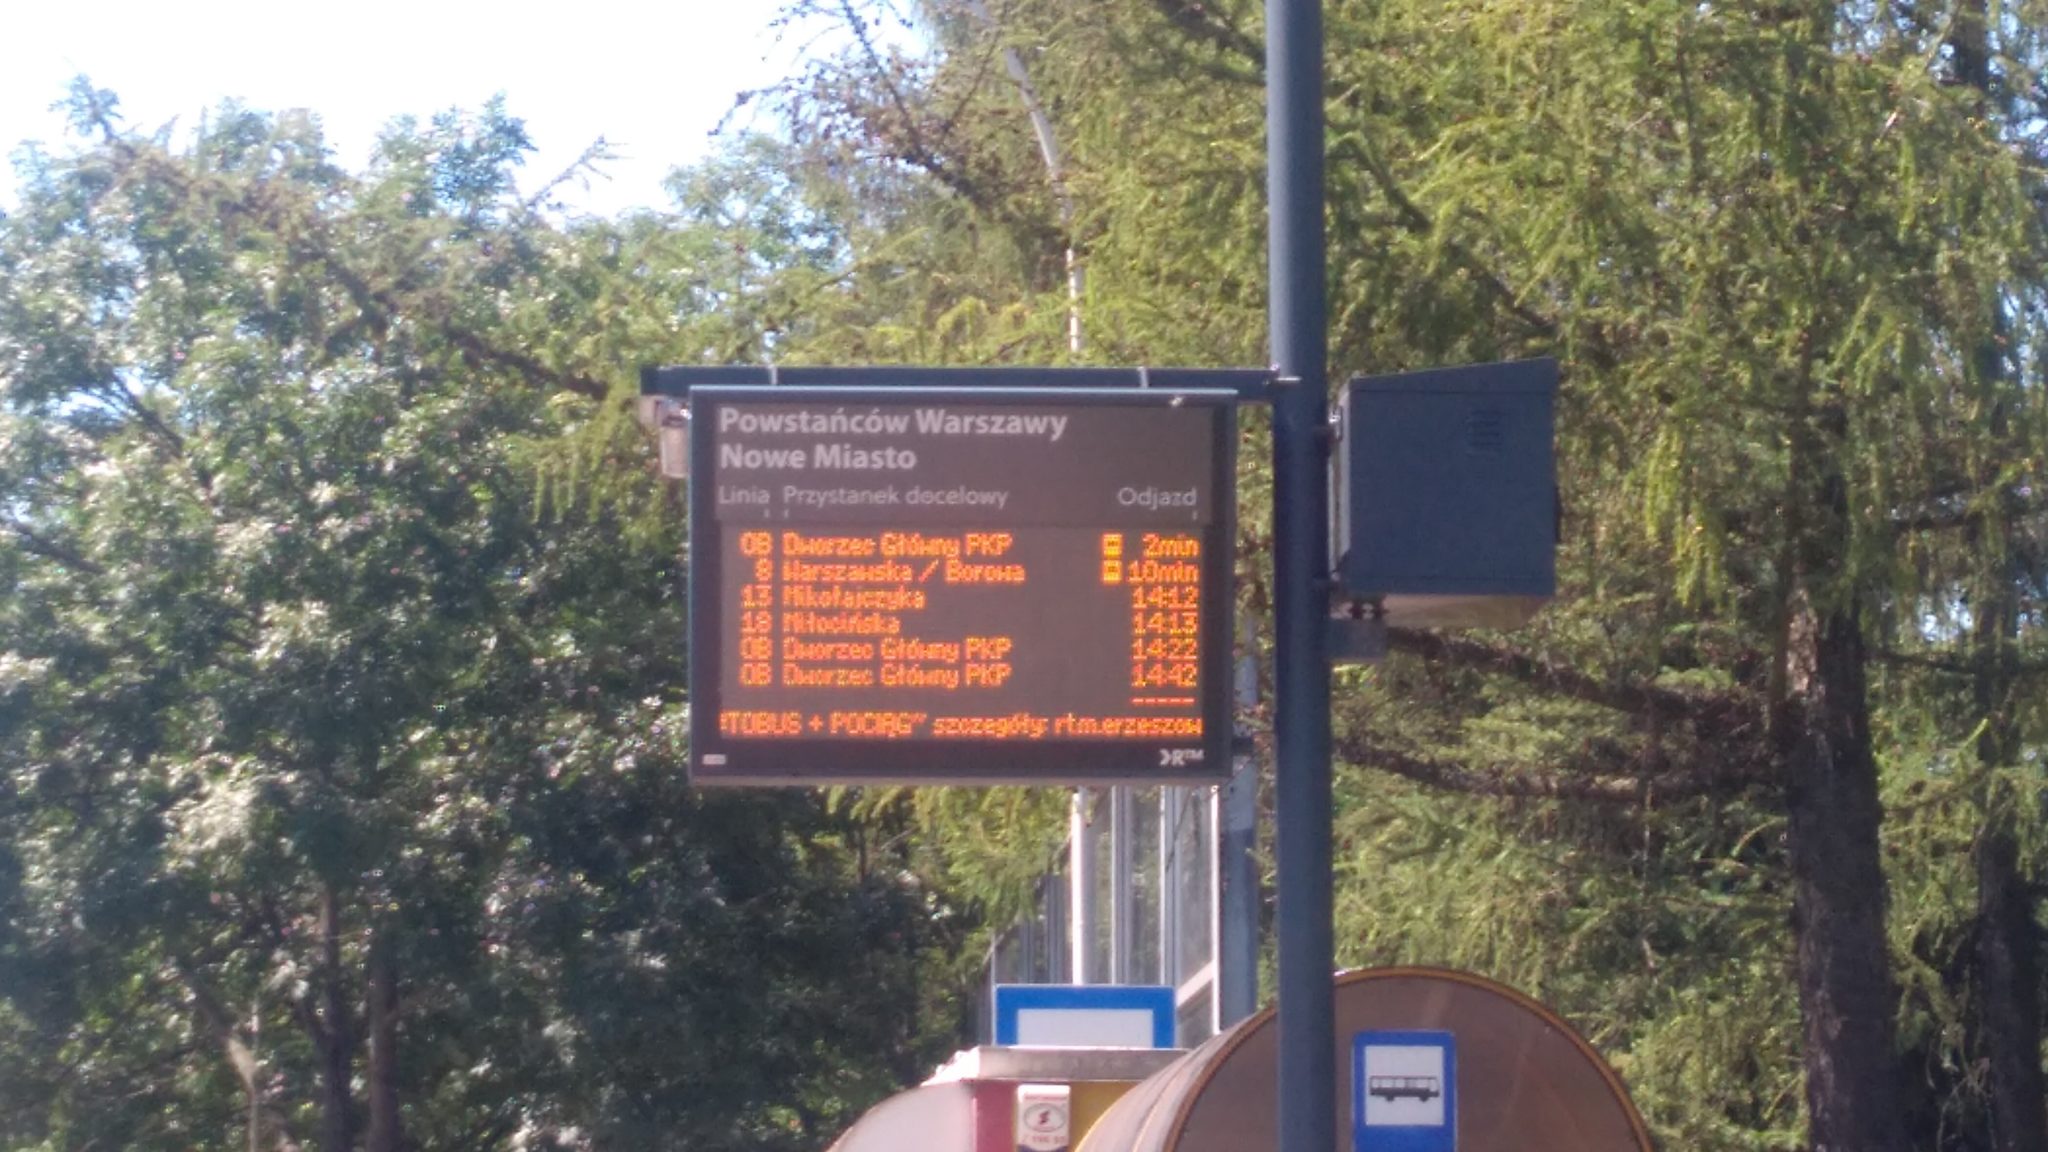 Powstańców Warszawy
Nowe Miasto
Linia Przystanek docelowy Odjazd
0B Dworzec Główny PKP 2min
8 Warszawska / Borowa 10min
13 Mikołajczyka 14:12
18 Miłocińska 14:13
0B Dworzec Główny PKP 14:22
0B Dworzec Główny PKP 14:42
-----
TOBUS + POCIĄG" szczegóły: rtm.erzeszow
RTM